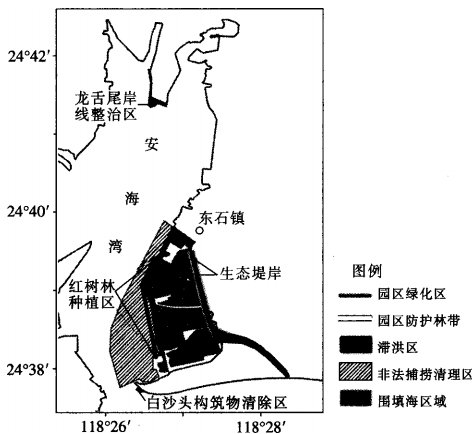 24°42′
龙舌尾岸
线整治区
安
海
湾
24°40′
东石镇
红树林
种植区
生态堤岸
24°38′
白沙头构筑物清除区
118°26′
118°28′
图例
园区绿化区
园区防护林带
滞洪区
非法捕捞清理区
围填海区域